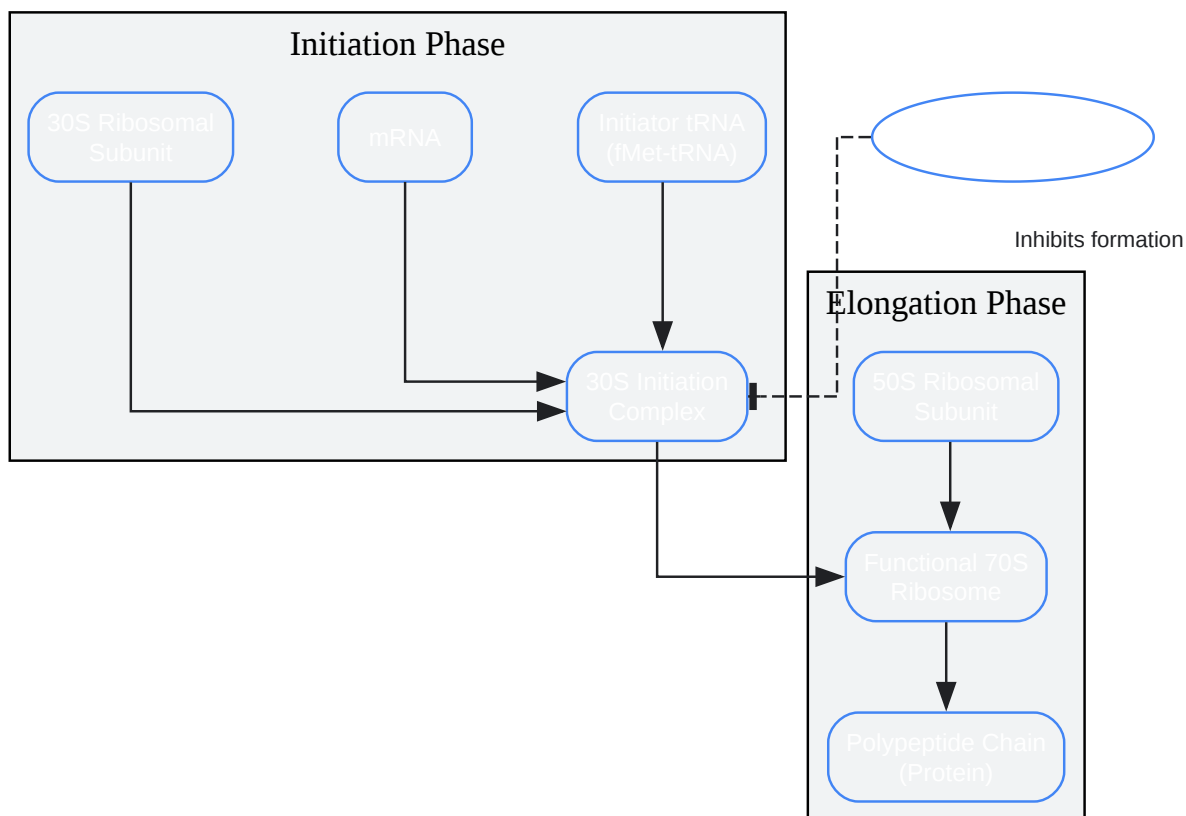 Initiation Phase
30S Ribosomal
Subunit
mRNA
Initiator tRNA
(fMet-tRNA)
Inhibits formation
Elongation Phase
30S Initiation
Complex
50S Ribosomal
Subunit
Functional 70S
Ribosome
Polypeptide Chain
(Protein)